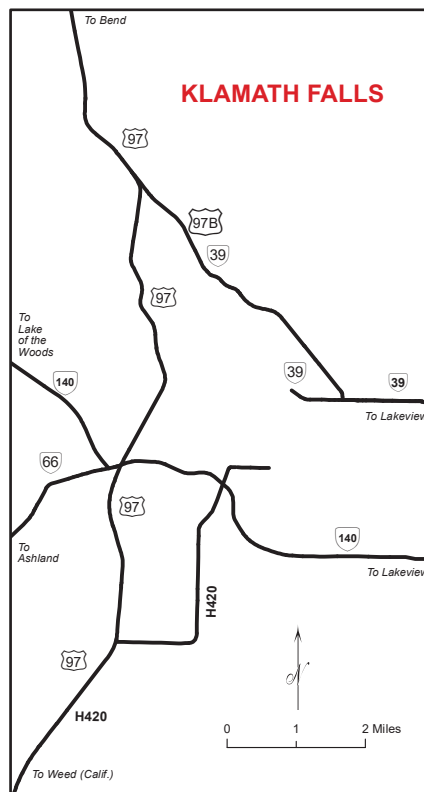 To Bend
KLAMATH FALLS
97
97B
39
97
To
Lake
of the
Woods
140
39
39
To Lakeview
66
97
To
Ashland
140
To Lakeview
H420
97
H420
N
0 1 2 Miles
To Weed (Calif.)